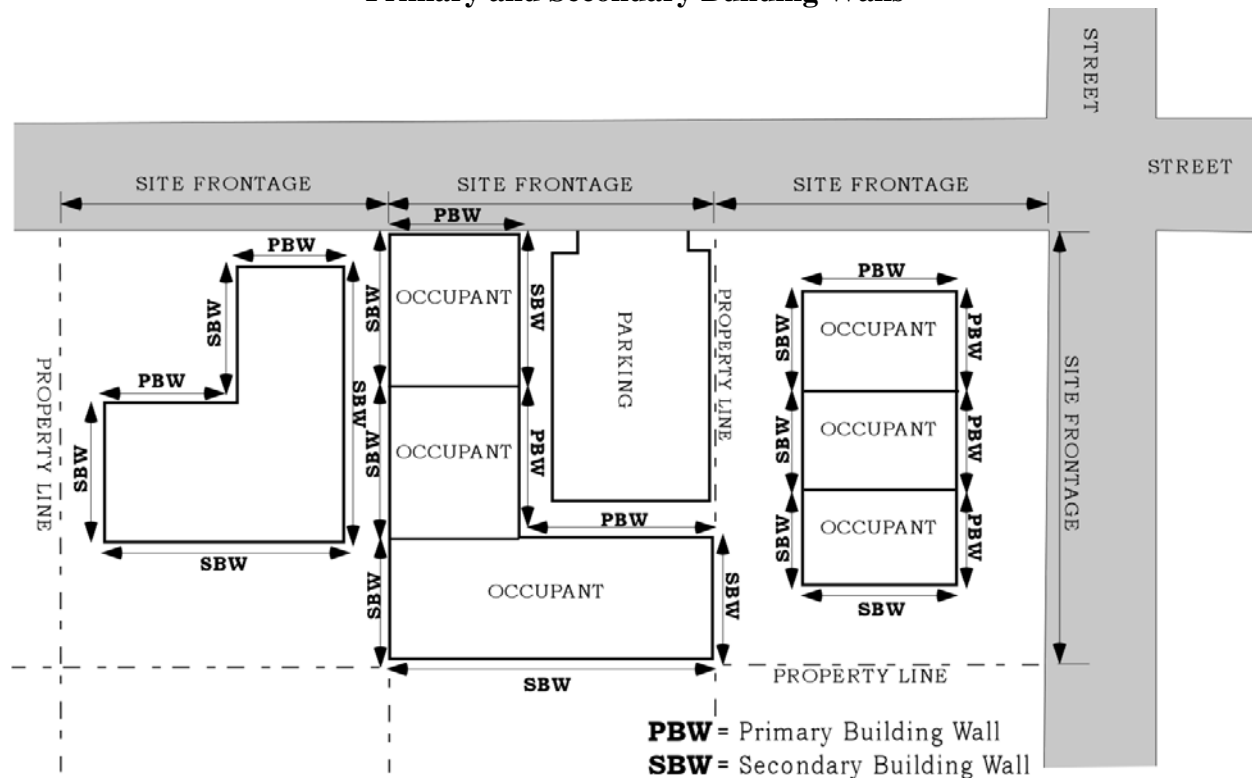 Primary and Secondary Building Walls
STREET
STREET
SITE FRONTAGE
SITE FRONTAGE
SITE FRONTAGE
PBW
PBW
SBW
PBW
SBW
SBW
SBW
PROPERTY LINE
SBW
OCCUPANT
SBW
SBW
OCCUPANT
PBW
PARKING
PBW
SBW
OCCUPANT
SBW
SBW
PROPERTY LINE
PBW
SBW
OCCUPANT
PBW
SBW
OCCUPANT
PBW
SBW
OCCUPANT
PBW
SBW
SITE FRONTAGE
PROPERTY LINE
PBW = Primary Building Wall
SBW = Secondary Building Wall